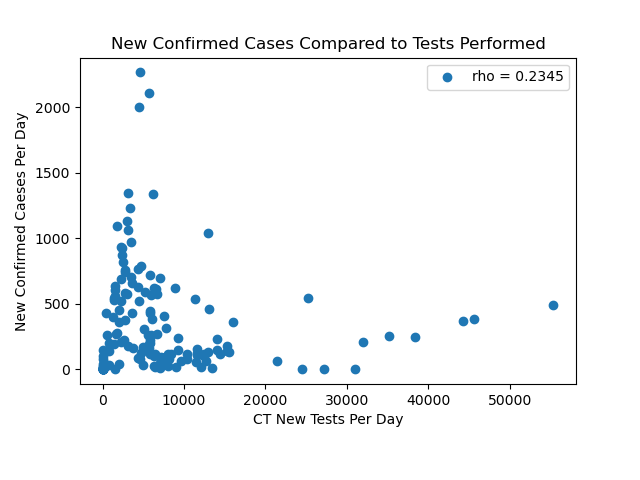 New Confirmed Cases Compared to Tests Performed
rho = 0.2345
New Confirmed Caeses Per Day
2000
1500
1000
500
0
0 10000 20000 30000 40000 50000
CT New Tests Per Day